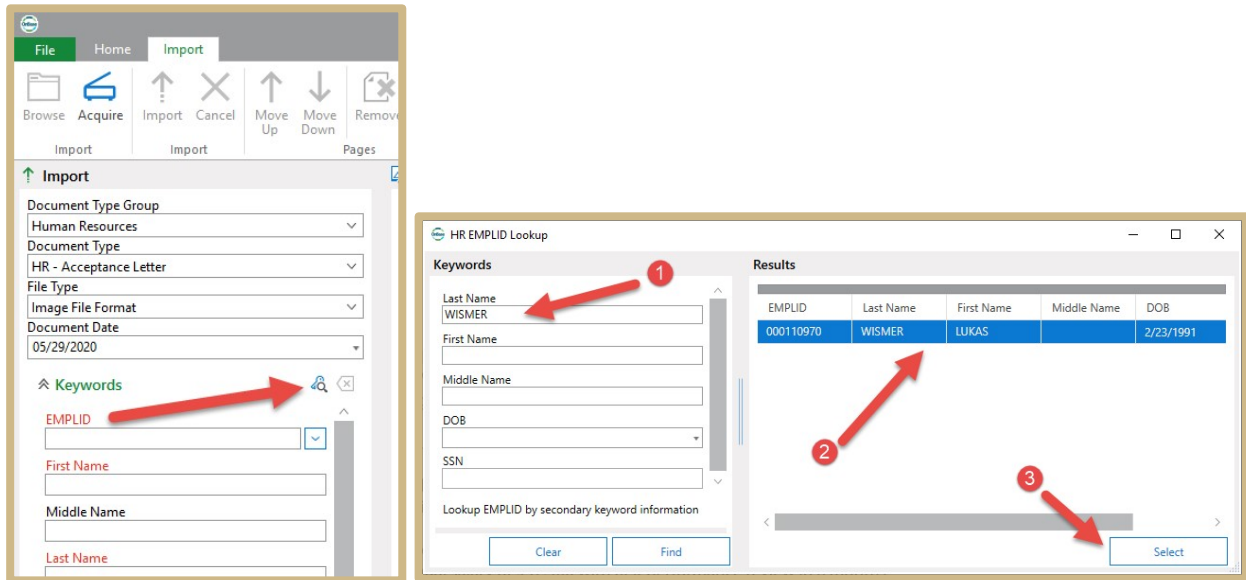 File Home Import
Browse Acquire Import Cancel Move Up Move Down Remov
Import Import Pages
Import
Document Type Group
Human Resources
Document Type
HR - Acceptance Letter
File Type
Image File Format
Document Date
05/29/2020
Keywords
EMPLID
First Name
Middle Name
Last Name
HR EMPLID Lookup
Keywords
1
Last Name
WISMER
First Name
Middle Name
DOB
SSN
Lookup EMPLID by secondary keyword information
Clear Find
Results
EMPLID Last Name First Name Middle Name DOB
000110970 WISMER LUKAS 2/23/1991
2
3
Select